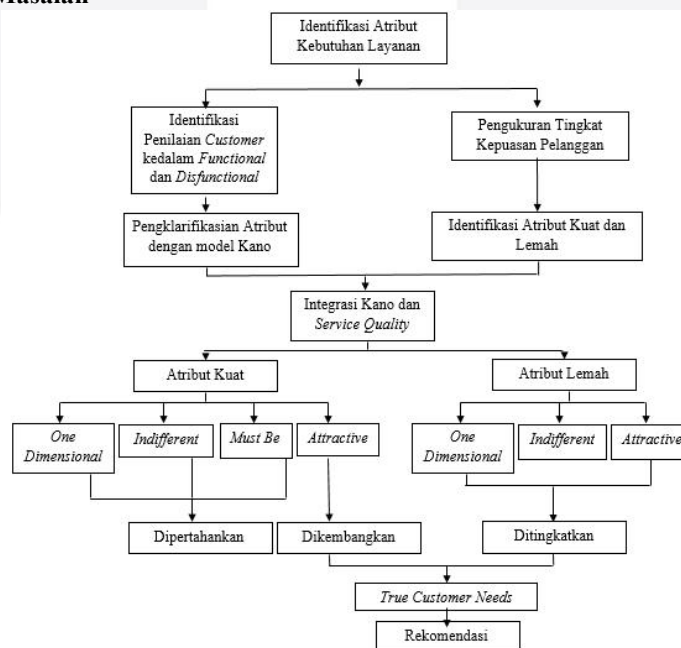 Masalah
Identifikasi Atribut
Kebutuhan Layanan
Identifikasi
Penilaian Customer
kedalam Functional
dan Disfunctional
Pengukuran Tingkat
Kepuasan Pelanggan
Pengklarifikasian Atribut
dengan model Kano
Identifikasi Atribut Kuat dan
Lemah
Integrasi Kano dan
Service Quality
Atribut Kuat
Atribut Lemah
One
Dimensional
Indifferent
Must Be
Attractive
One
Dimensional
Indifferent
Attractive
Dipertahankan
Dikembangkan
Ditingkatkan
True Customer Needs
Rekomendasi